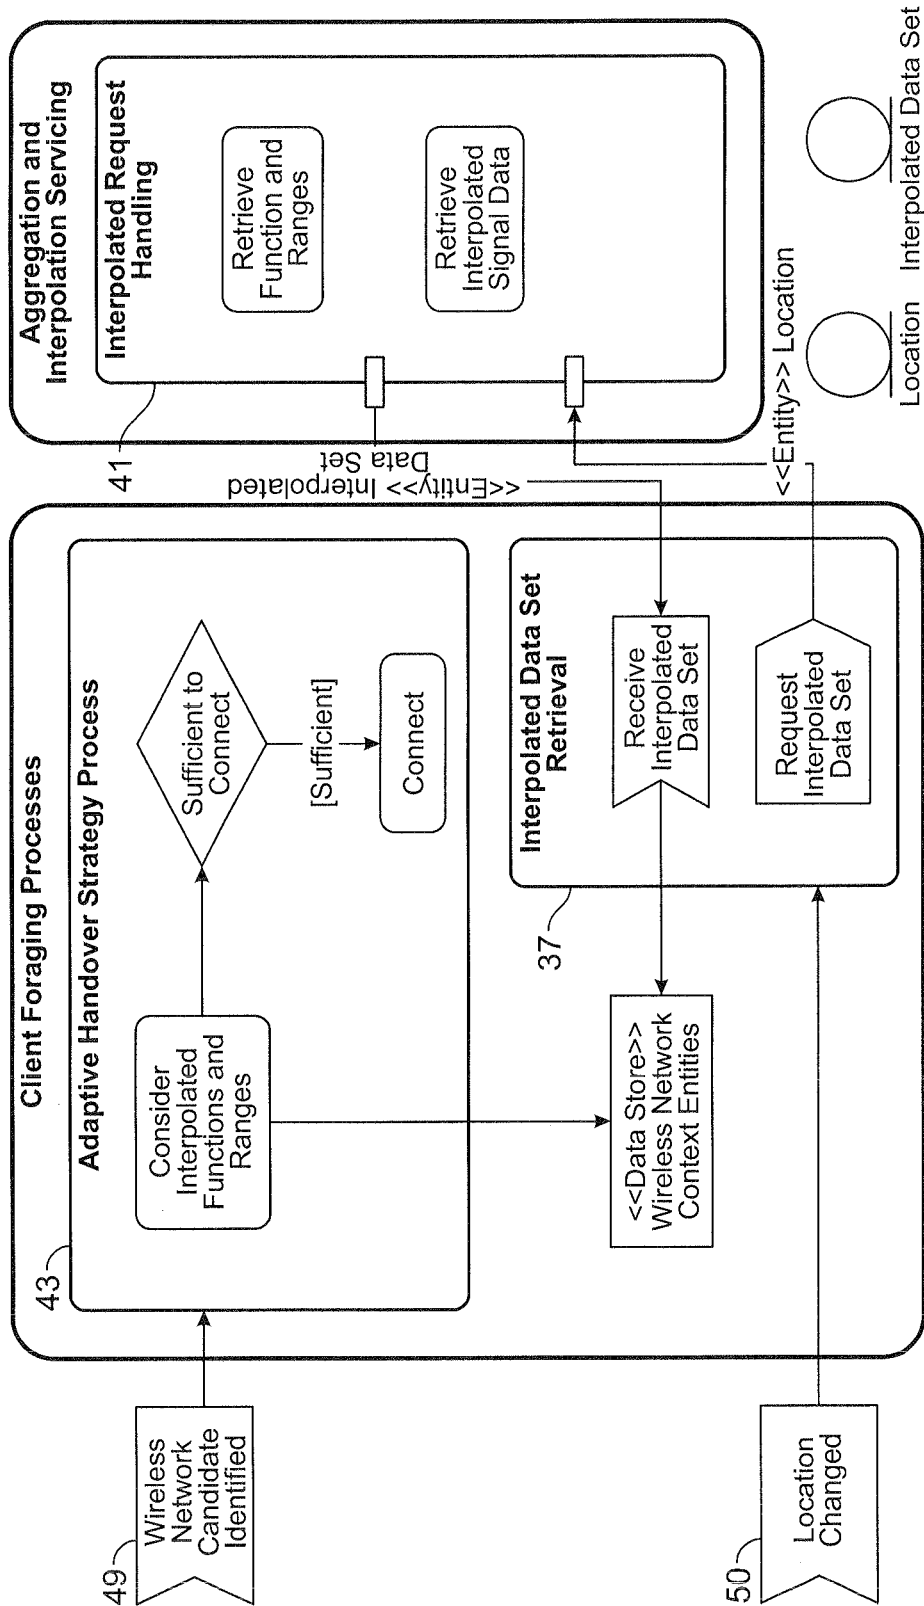 Client Foraging Processes
43
Adaptive Handover Strategy Process
49
Wireless
Network
Candidate
Identified
Consider
Interpolated
Functions and
Ranges
Sufficient to
Connect
[Sufficient]
Connect
50
Location
Changed
<<Data Store>>
Wireless Network
Context Entities
37
Interpolated Data Set
Retrieval
Receive
Interpolated
Data Set
Request
Interpolated
Data Set
<<Entity>> Interpolated
Data Set
<<Entity>> Location
Aggregation and
Interpolation Servicing
41
Interpolated Request
Handling
Retrieve
Function and
Ranges
Retrieve
Interpolated
Signal Data
Location
Interpolated Data Set